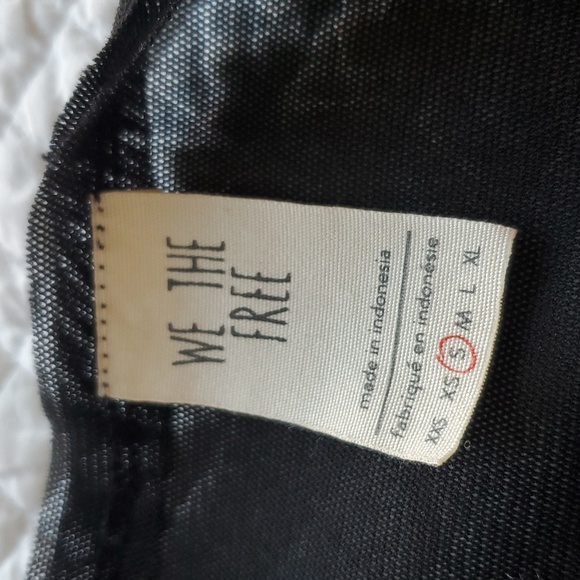 WE THE
FREE
made in indonesia
fabriqué en indonésie
XXS XS S M L XL